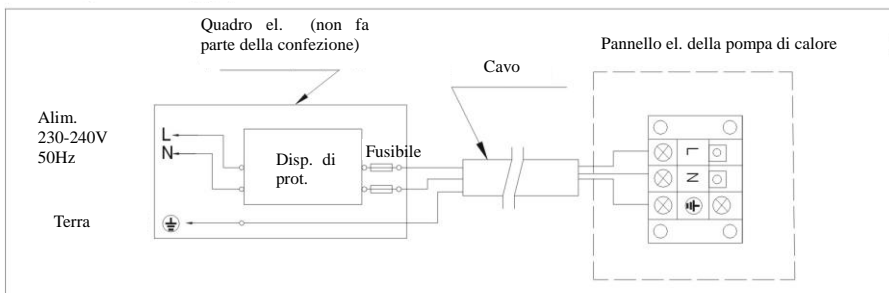 Quadro el. (non fa
parte della confezione)
Pannello el. della pompa di calore
Cavo
Alim.
230-240V
50Hz
L
N
Disp. di
prot.
Fusibile
L
N
Terra